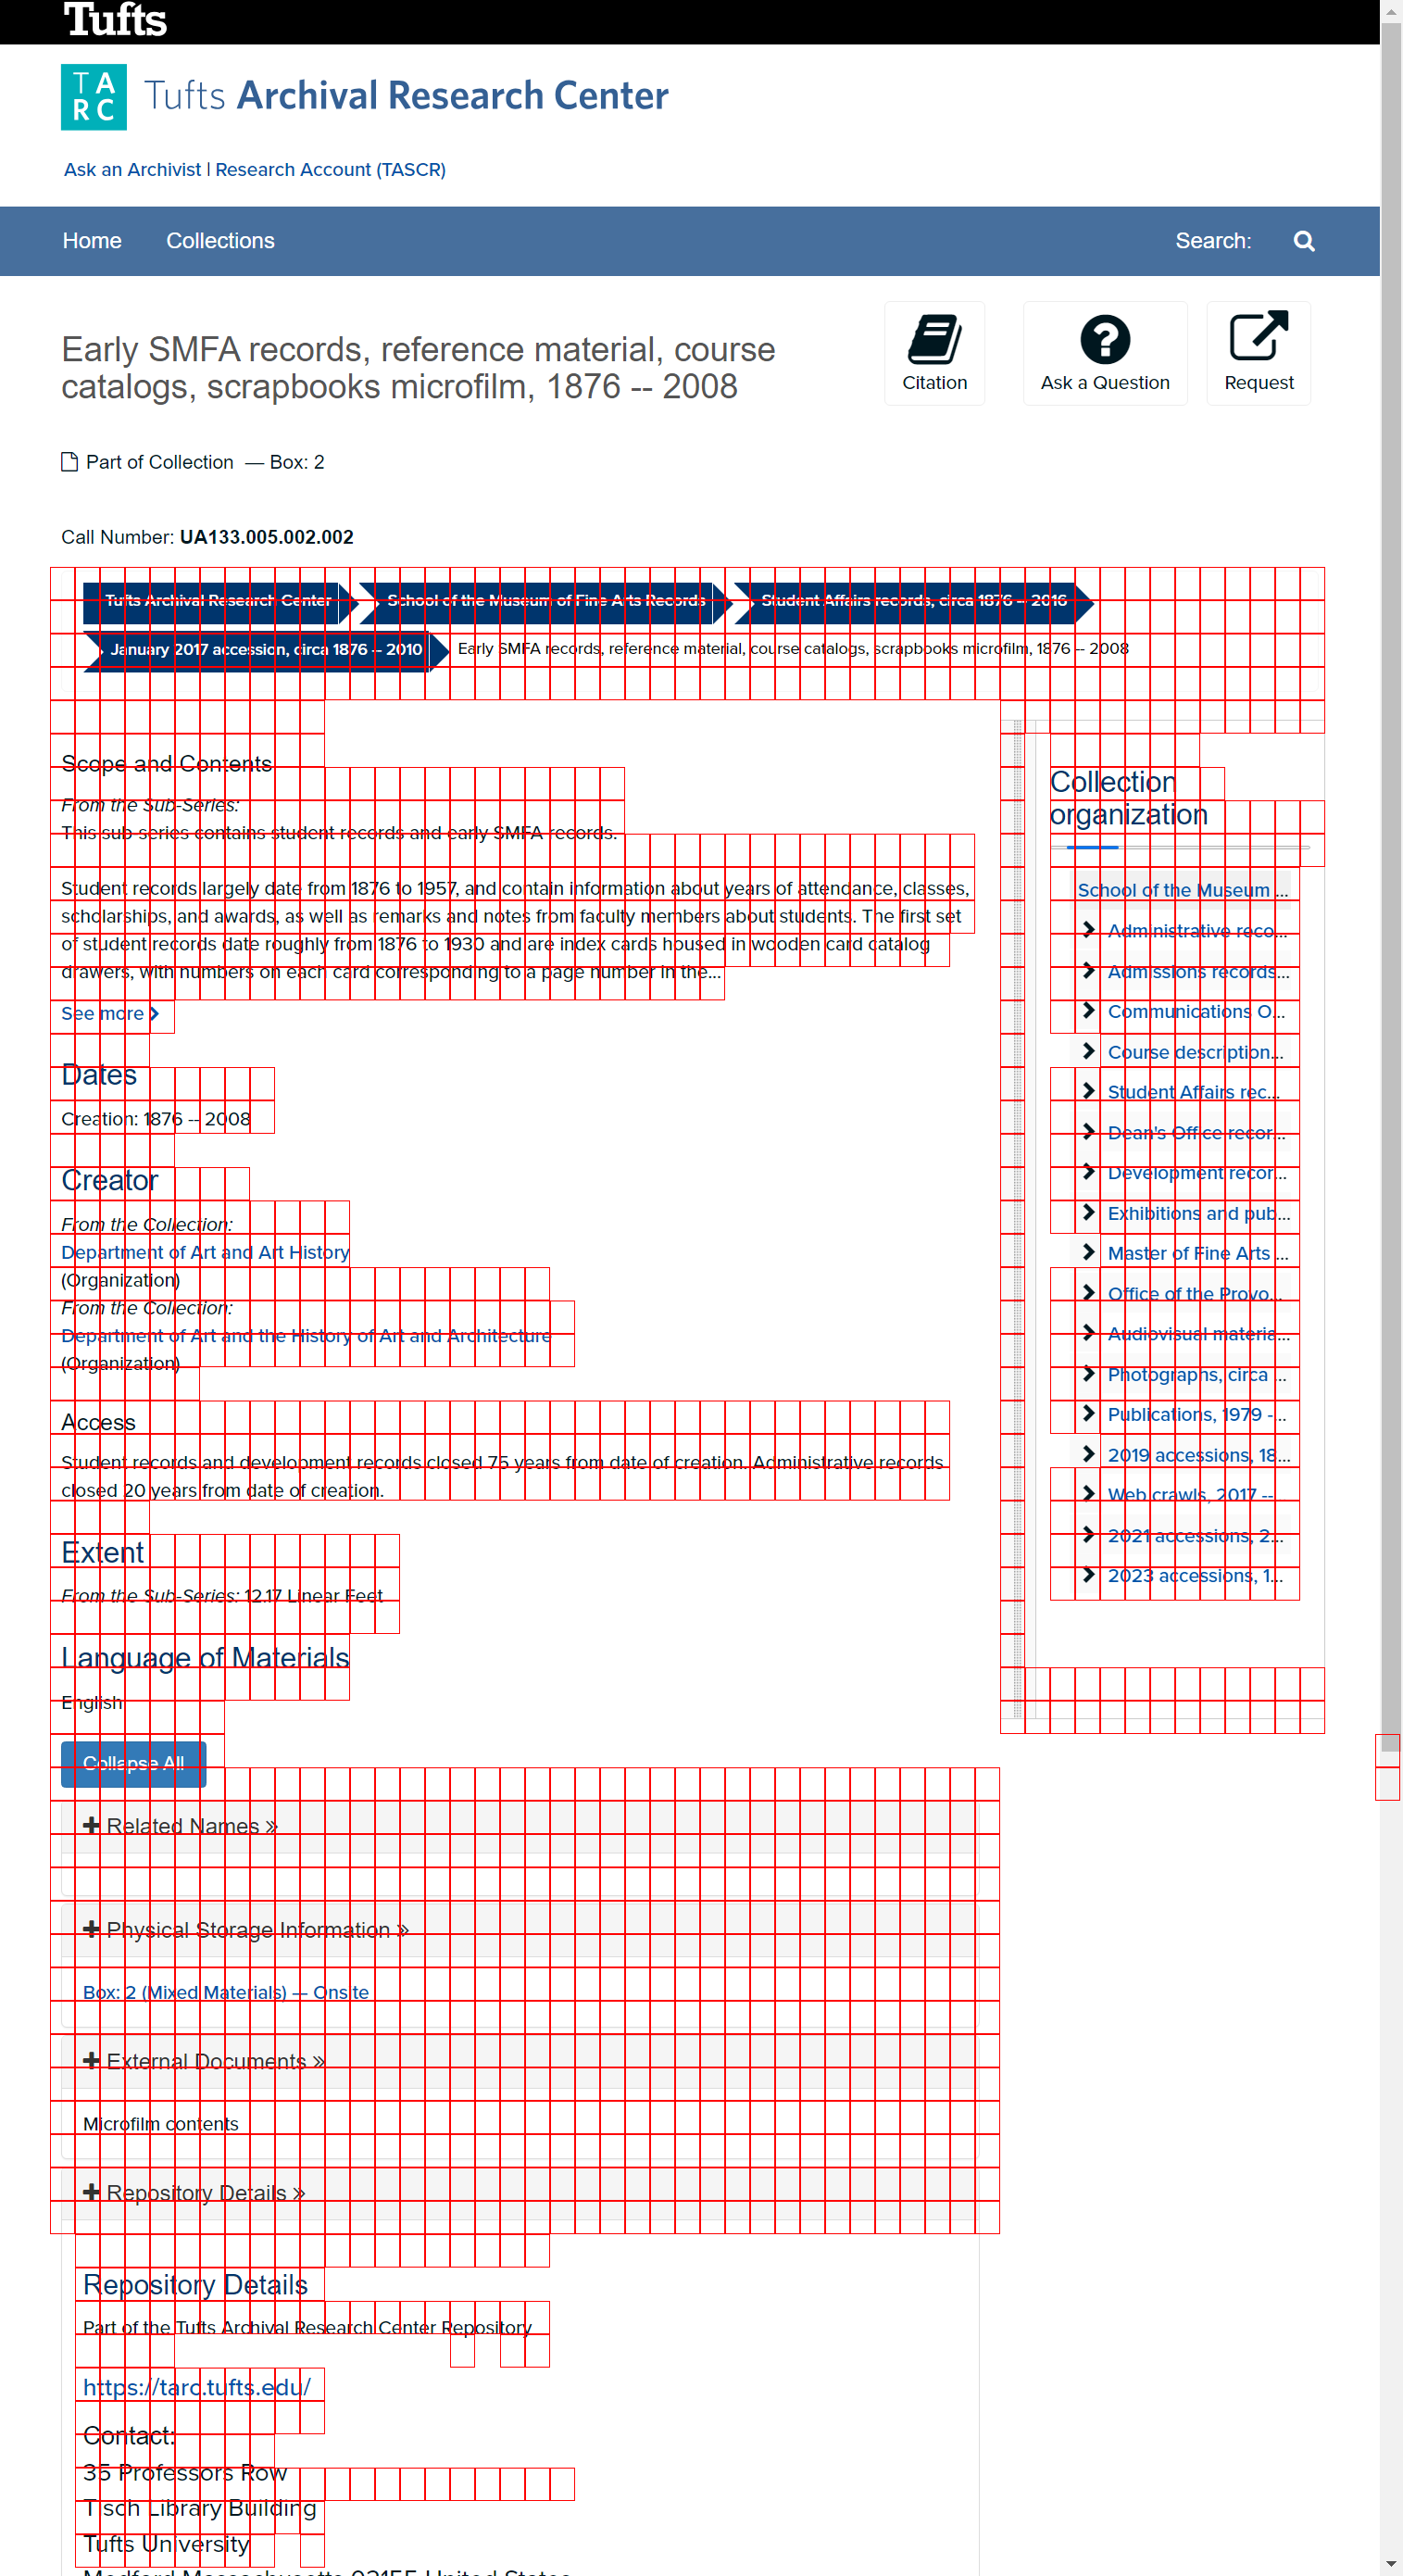 Tufts
TA
RC
Tufts Archival Research Center
Ask an Archivist | Research Account (TASCR)
Home Collections Search:
Early SMFA records, reference material, course
catalogs, scrapbooks microfilm, 1876 -- 2008
Citation
Ask a Question
Request
Part of Collection — Box: 2
Call Number: UA133.005.002.002
Tufts Archival Research Center
School of the Museum of Fine Arts Records
Student Affairs records, circa 1876 -- 2016
January 2017 accession, circa 1876 -- 2010
Early SMFA records, reference material, course catalogs, scrapbooks microfilm, 1876 -- 2008
Scope and Contents
From the Sub-Series:
This sub-series contains student records and early SMFA records.
Student records largely date from 1876 to 1957, and contain information about years of attendance, classes,
scholarships, and awards, as well as remarks and notes from faculty members about students. The first set
of student records date roughly from 1876 to 1930 and are index cards housed in wooden card catalog
drawers, with numbers on each card corresponding to a page number in the...
See more
Dates
Creation: 1876 -- 2008
Creator
From the Collection:
Department of Art and Art History
(Organization)
From the Collection:
Department of Art and the History of Art and Architecture
(Organization)
Access
Student records and development records closed 75 years from date of creation. Administrative records
closed 20 years from date of creation.
Extent
From the Sub-Series: 12.17 Linear Feet
Language of Materials
English
Collapse All
Related Names »
Physical Storage Information »
Box: 2 (Mixed Materials) — Onsite
External Documents »
Microfilm contents
Repository Details »
Repository Details
Part of the Tufts Archival Research Center Repository
https://tarc.tufts.edu/
Contact:
35 Professors Row
Tisch Library Building
Tufts University
Medford Massachusetts 02155 United States
Collection
organization
School of the Museum ...
Administrative reco...
Admissions records...
Communications O...
Course description...
Student Affairs rec...
Dean's Office recor...
Development recor...
Exhibitions and pub...
Master of Fine Arts ...
Office of the Provo...
Audiovisual materia...
Photographs, circa ...
Publications, 1979 -...
2019 accessions, 18...
Web crawls, 2017 --
2021 accessions, 2...
2023 accessions, 1...